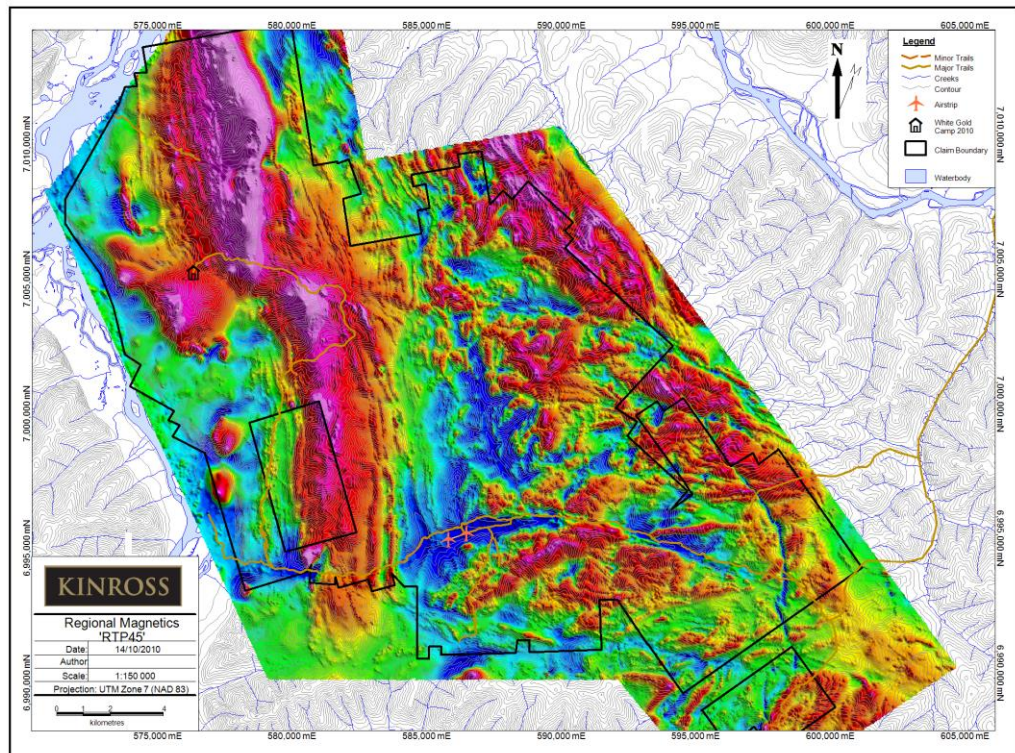 575,000 mE 580,000 mE 585,000 mE 590,000 mE 595,000 mE 600,000 mE 605,000 mE
N
Legend
Minor Trails
Major Trails
Creeks
Contour
Airstrip
White Gold
Camp 2010
Claim Boundary
Waterbody
7,010,000 mN
7,005,000 mN
7,000,000 mN
6,995,000 mN
6,990,000 mN
7,010,000 mN
7,005,000 mN
7,000,000 mN
6,995,000 mN
6,990,000 mN
KINROSS
Regional Magnetics
'RTP45'
Date: 14/10/2010
Author
Scale: 1:150 000
Projection: UTM Zone 7 (NAD 83)
0 1 2 4
kilometres
575,000 mE 580,000 mE 585,000 mE 590,000 mE 595,000 mE 600,000 mE 605,000 mE